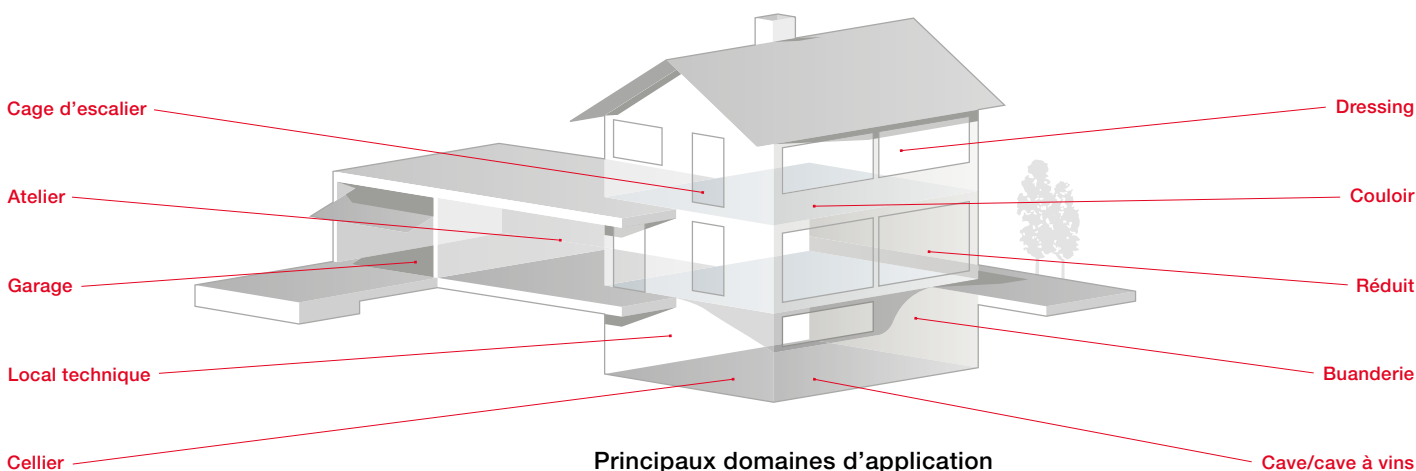 Cage d’escalier
Dressing
Atelier
Couloir
Garage
Réduit
Local technique
Buanderie
Cellier
Principaux domaines d’application
Cave/cave à vins